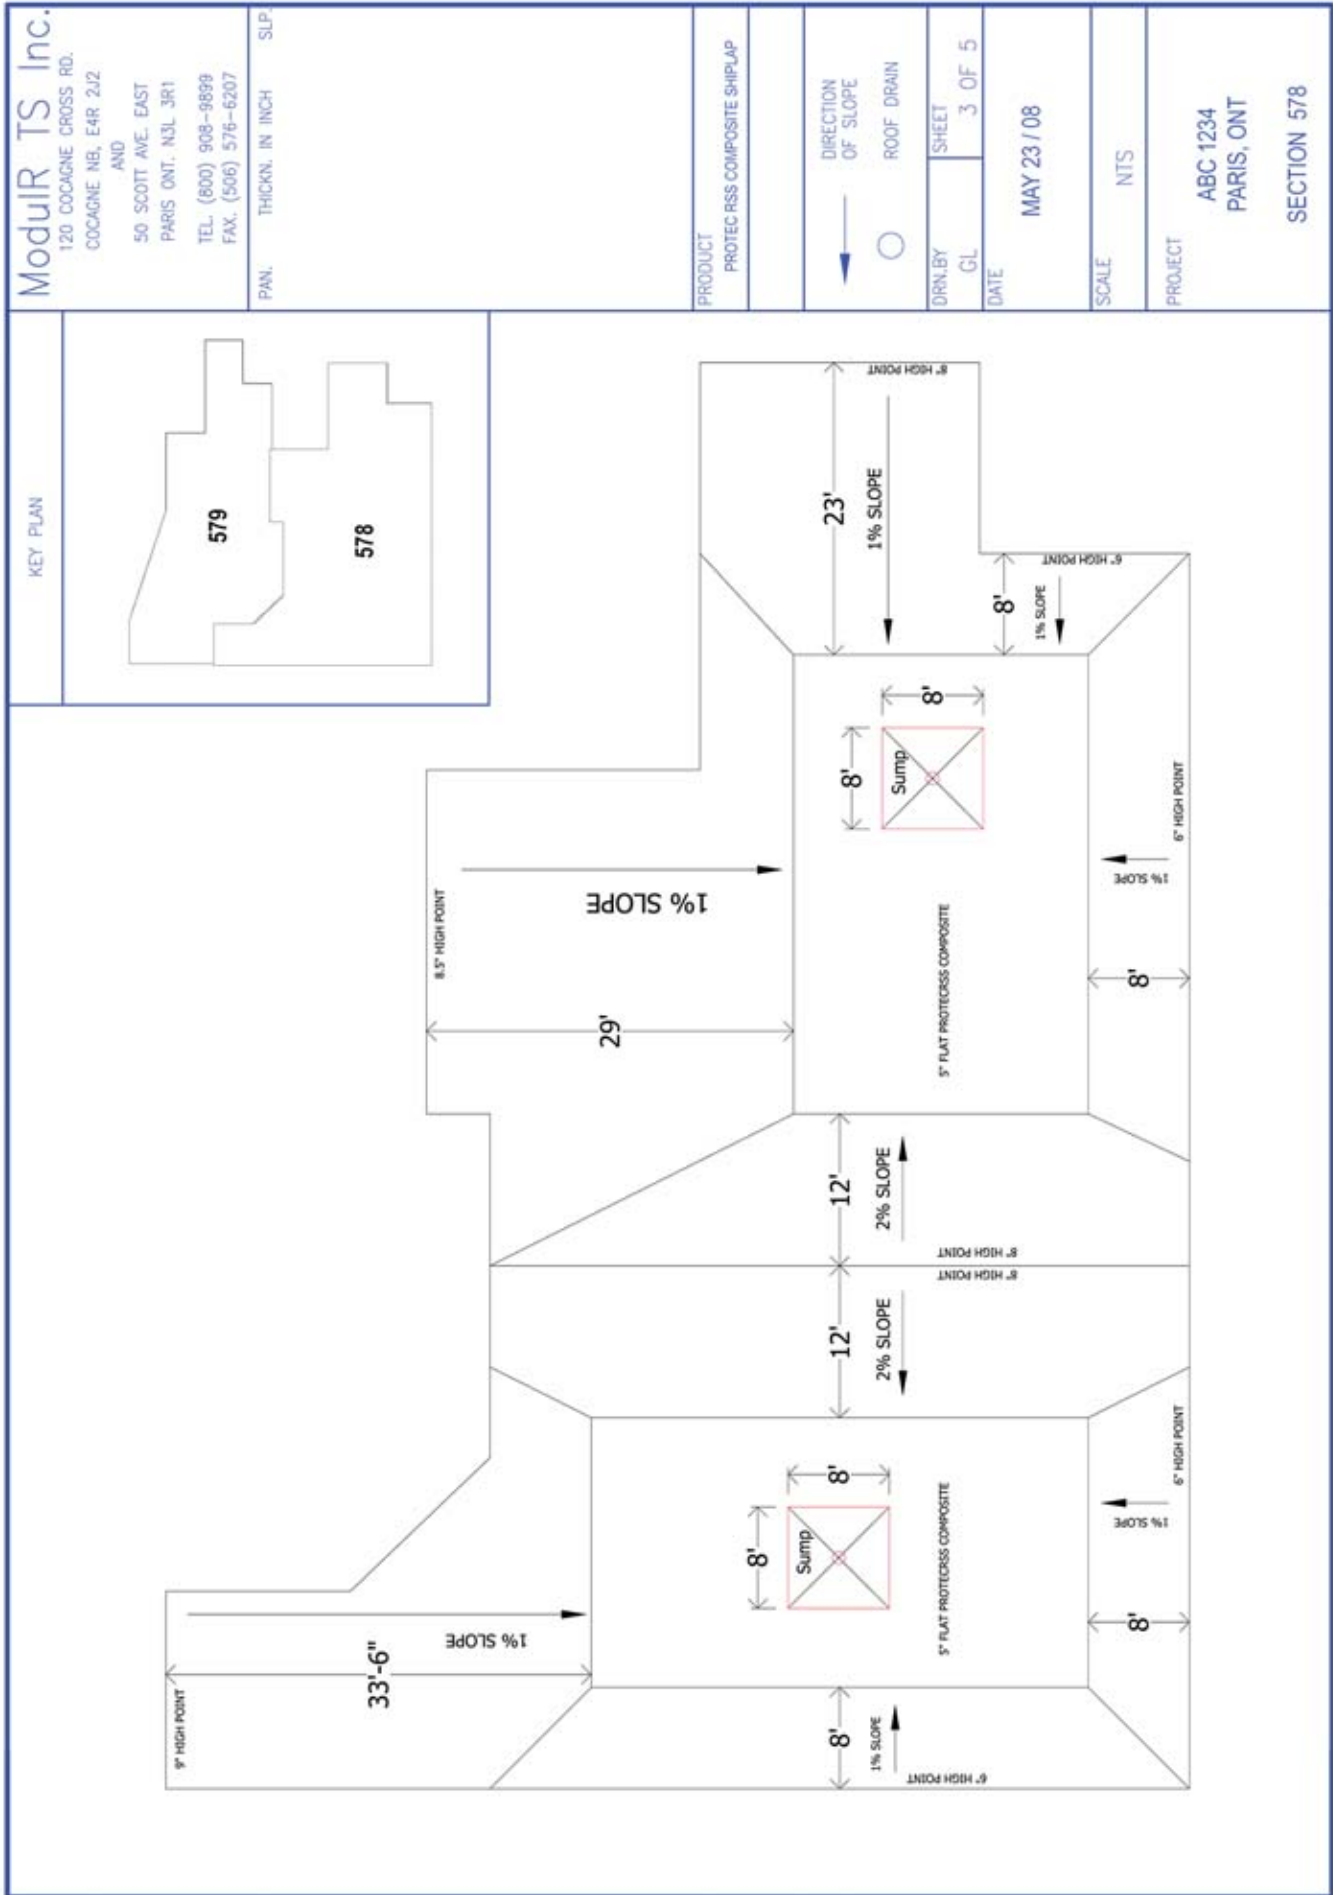 ModulR TS Inc.
120 COCAGNE CROSS RD.
COCAGNE NB, E4R 2J2
AND
50 SCOTT AVE. EAST
PARIS ONT. N3L 3R1
TEL. (800) 908-9899
FAX. (506) 576-6207
PAN. THICKN. IN INCH SLP.
PRODUCT
PROTEC RSS COMPOSITE SHIPLAP
DIRECTION
OF SLOPE
ROOF DRAIN
DRN.BY
GL
SHEET
3 OF 5
DATE
MAY 23 / 08
SCALE
NTS
PROJECT
ABC 1234
PARIS, ONT
SECTION 578
KEY PLAN
579
578
9" HIGH POINT
33'-6"
1% SLOPE
8'
1% SLOPE
6" HIGH POINT
8'
8'
Sump
5" FLAT PROTECRSS COMPOSITE
8'
1% SLOPE
6" HIGH POINT
12'
2% SLOPE
8" HIGH POINT
8" HIGH POINT
12'
2% SLOPE
8.5" HIGH POINT
29'
1% SLOPE
5" FLAT PROTECRSS COMPOSITE
8'
8'
Sump
8'
1% SLOPE
6" HIGH POINT
23'
1% SLOPE
8" HIGH POINT
8'
1% SLOPE
6" HIGH POINT